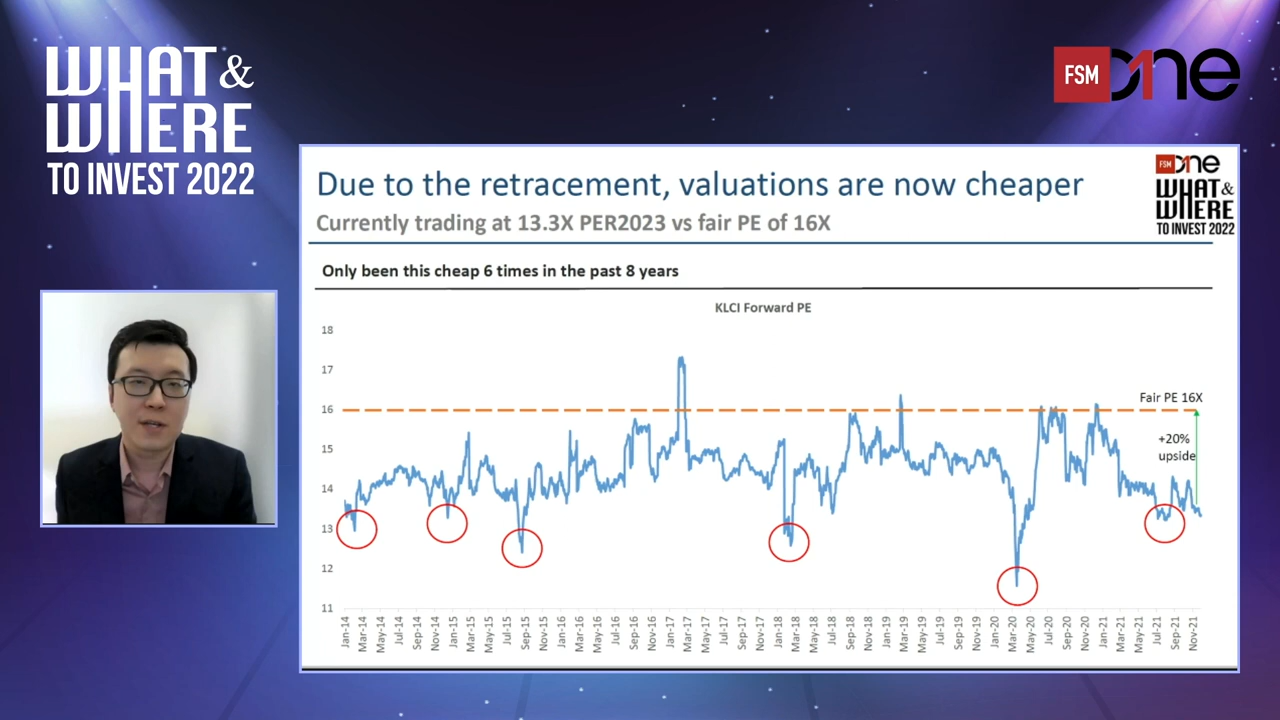 WHAT &
WHERE
TO INVEST 2022
FSM one
Due to the retracement, valuations are now cheaper
Currently trading at 13.3X PER2023 vs fair PE of 16X
FSM one
WHAT &
WHERE
TO INVEST 2022
Only been this cheap 6 times in the past 8 years
KLCI Forward PE
18
17
16
15
14
13
12
11
Fair PE 16X
+20%
upside
Jan-14
Mar-14
May-14
Jul-14
Sep-14
Nov-14
Jan-15
Mar-15
May-15
Jul-15
Sep-15
Nov-15
Jan-16
Mar-16
May-16
Jul-16
Sep-16
Nov-16
Jan-17
Mar-17
May-17
Jul-17
Sep-17
Nov-17
Jan-18
Mar-18
May-18
Jul-18
Sep-18
Nov-18
Jan-19
Mar-19
May-19
Jul-19
Sep-19
Nov-19
Jan-20
Mar-20
May-20
Jul-20
Sep-20
Nov-20
Jan-21
Mar-21
May-21
Jul-21
Sep-21
Nov-21